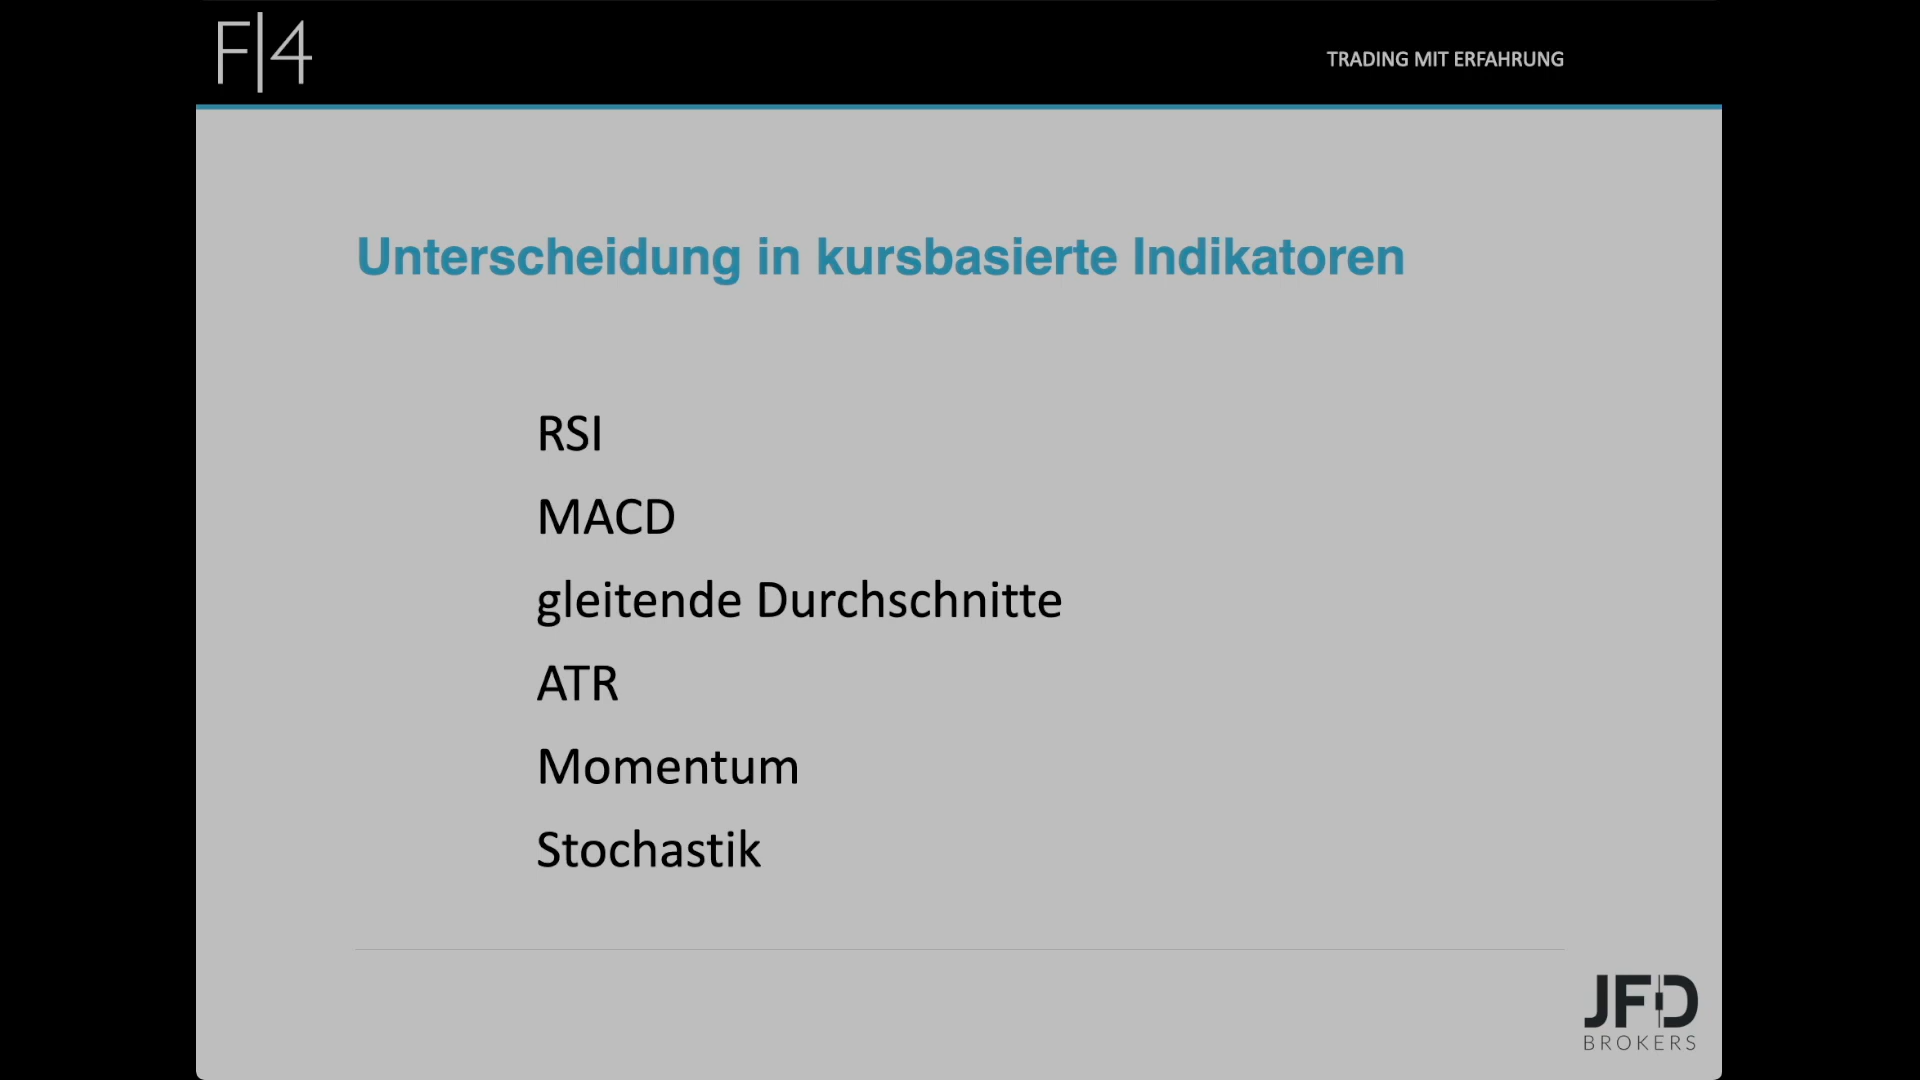 F|4
TRADING MIT ERFAHRUNG
Unterscheidung in kursbasierte Indikatoren
RSI
MACD
gleitende Durchschnitte
ATR
Momentum
Stochastik
JFD
BROKERS